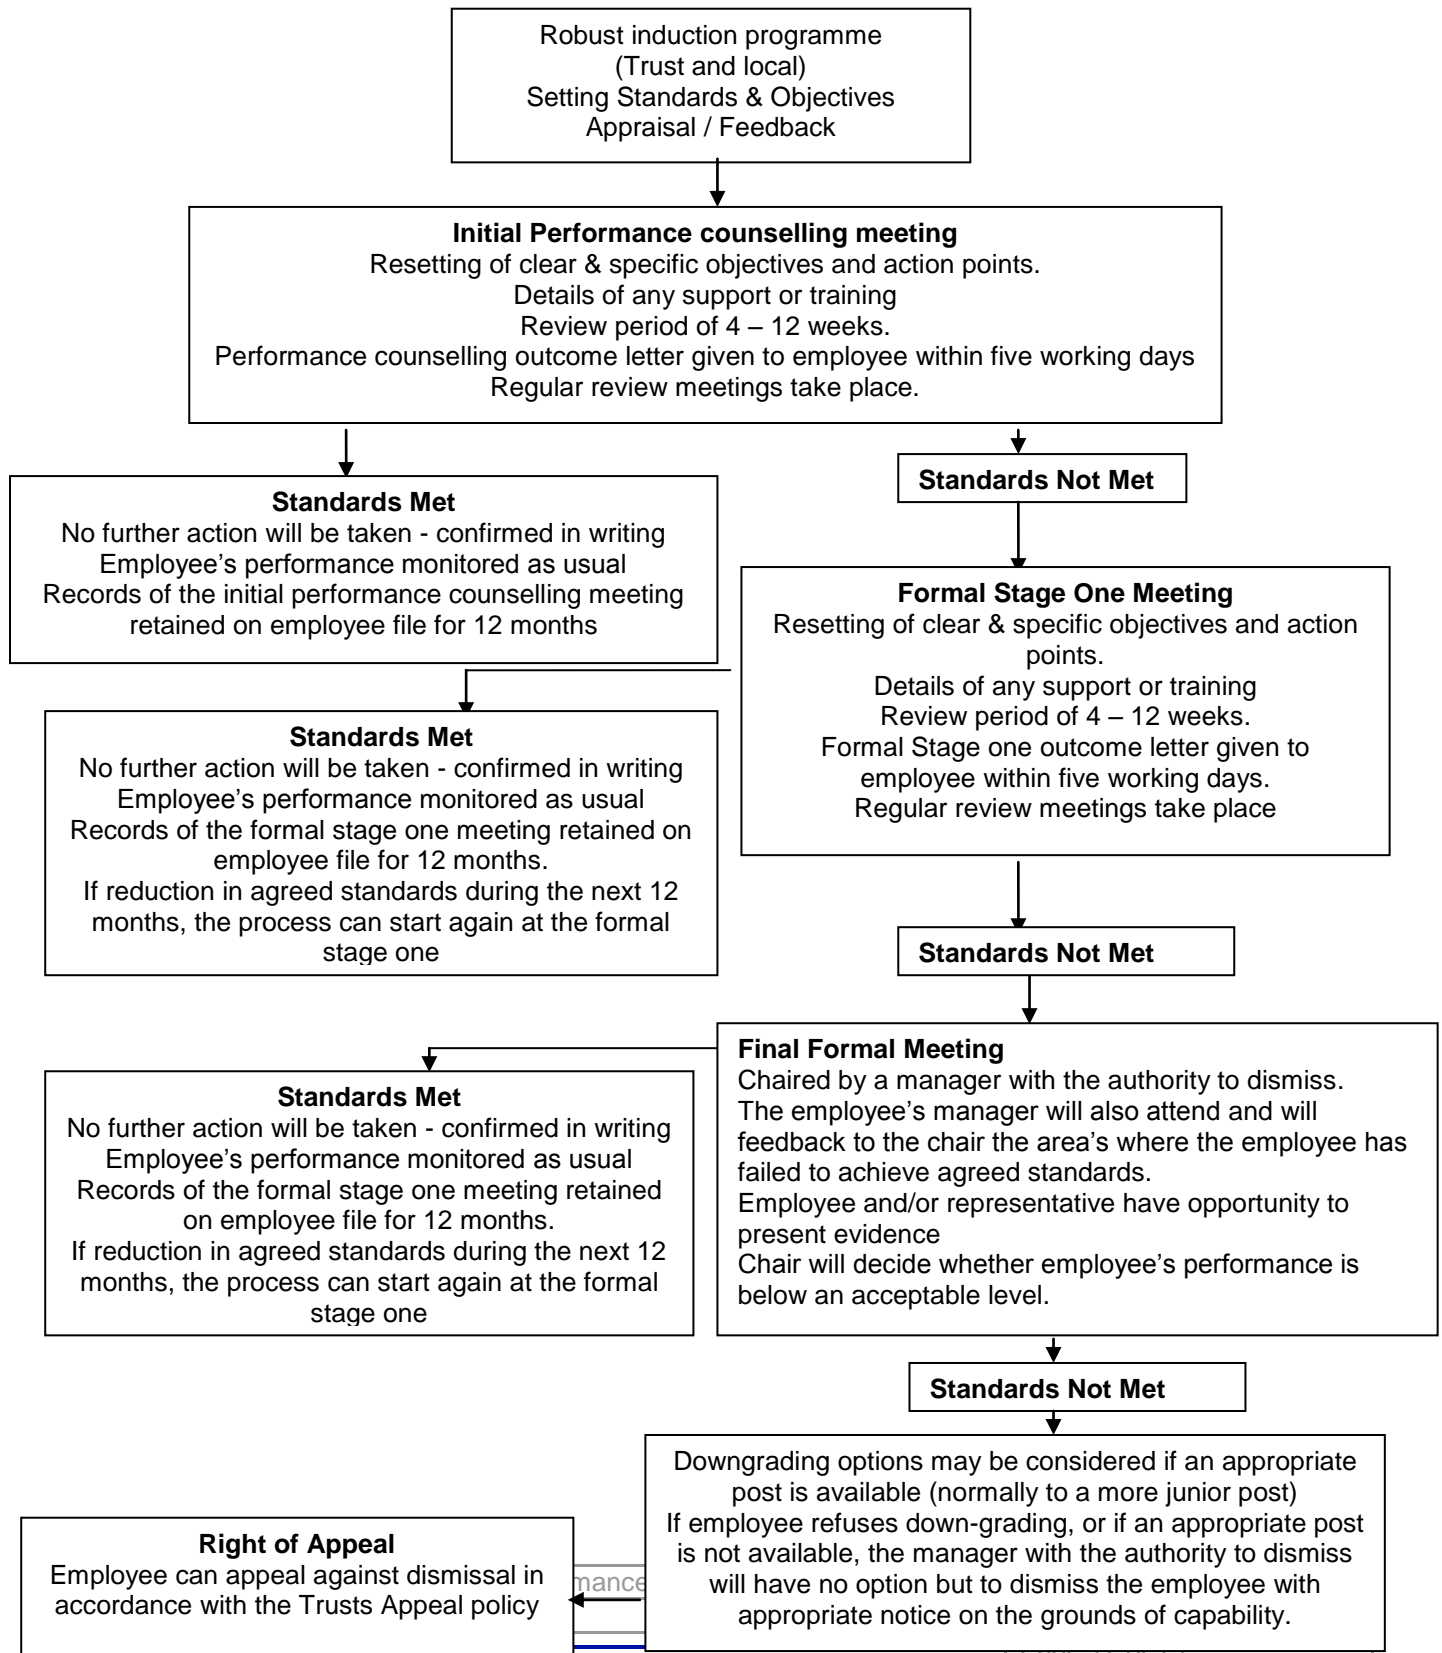 Robust induction programme
(Trust and local)
Setting Standards & Objectives
Appraisal / Feedback
Initial Performance counselling meeting
Resetting of clear & specific objectives and action points.
Details of any support or training
Review period of 4 – 12 weeks.
Performance counselling outcome letter given to employee within five working days
Regular review meetings take place.
Standards Met
No further action will be taken - confirmed in writing
Employee’s performance monitored as usual
Records of the initial performance counselling meeting
retained on employee file for 12 months
Standards Not Met
Formal Stage One Meeting
Resetting of clear & specific objectives and action
points.
Details of any support or training
Review period of 4 – 12 weeks.
Formal Stage one outcome letter given to
employee within five working days.
Regular review meetings take place
Standards Met
No further action will be taken - confirmed in writing
Employee’s performance monitored as usual
Records of the formal stage one meeting retained on
employee file for 12 months.
If reduction in agreed standards during the next 12
months, the process can start again at the formal
stage one
Standards Not Met
Final Formal Meeting
Chaired by a manager with the authority to dismiss.
The employee’s manager will also attend and will
feedback to the chair the area’s where the employee has
failed to achieve agreed standards.
Employee and/or representative have opportunity to
present evidence
Chair will decide whether employee’s performance is
below an acceptable level.
Standards Met
No further action will be taken - confirmed in writing
Employee’s performance monitored as usual
Records of the formal stage one meeting retained
on employee file for 12 months.
If reduction in agreed standards during the next 12
months, the process can start again at the formal
stage one
Standards Not Met
Downgrading options may be considered if an appropriate
post is available (normally to a more junior post)
If employee refuses down-grading, or if an appropriate post
is not available, the manager with the authority to dismiss
will have no option but to dismiss the employee with
appropriate notice on the grounds of capability.
Right of Appeal
Employee can appeal against dismissal in
accordance with the Trusts Appeal policy
mance